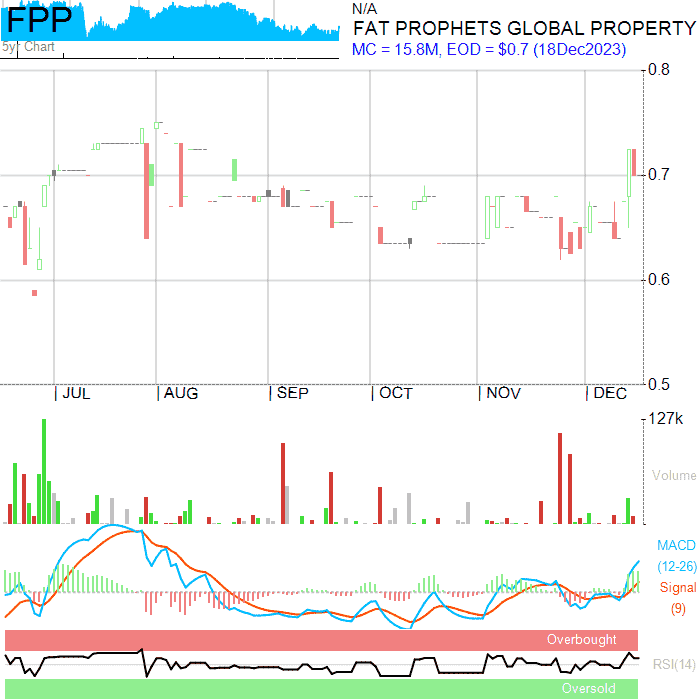 FPP
5yr Chart
N/A
FAT PROPHETS GLOBAL PROPERTY
MC = 15.8M, EOD = $0.7 (18Dec2023)
0.8
0.7
0.6
0.5
JUL
AUG
SEP
OCT
NOV
DEC
127k
Volume
MACD
(12-26)
Signal
(9)
Overbought
RSI(14)
Oversold